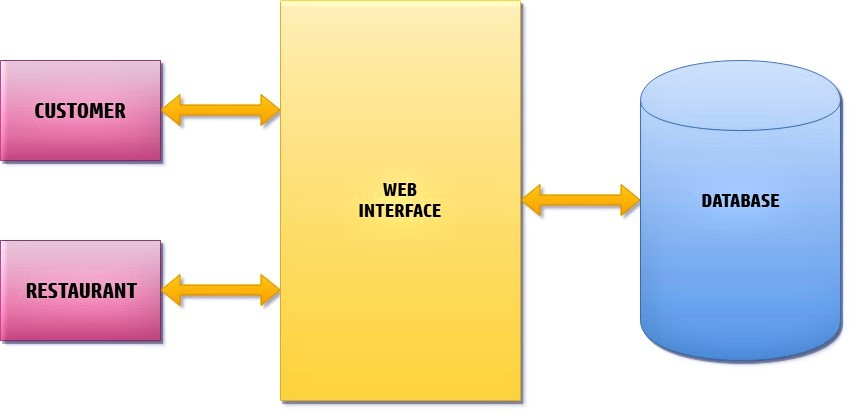 CUSTOMER
RESTAURANT
WEB
INTERFACE
DATABASE